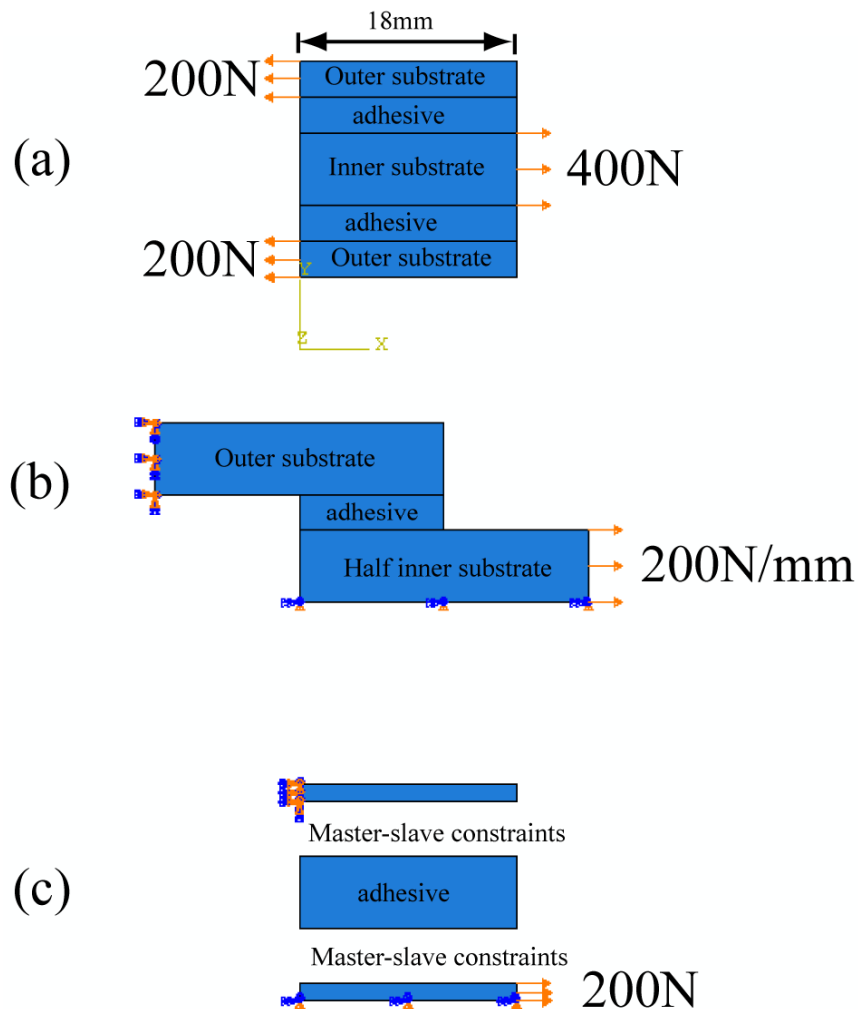 18mm
200N
Outer substrate
adhesive
(a)
Inner substrate
400N
adhesive
200N
Outer substrate
Y
Z
X
(b)
Outer substrate
adhesive
Half inner substrate
200N/mm
Master-slave constraints
(c)
adhesive
Master-slave constraints
200N